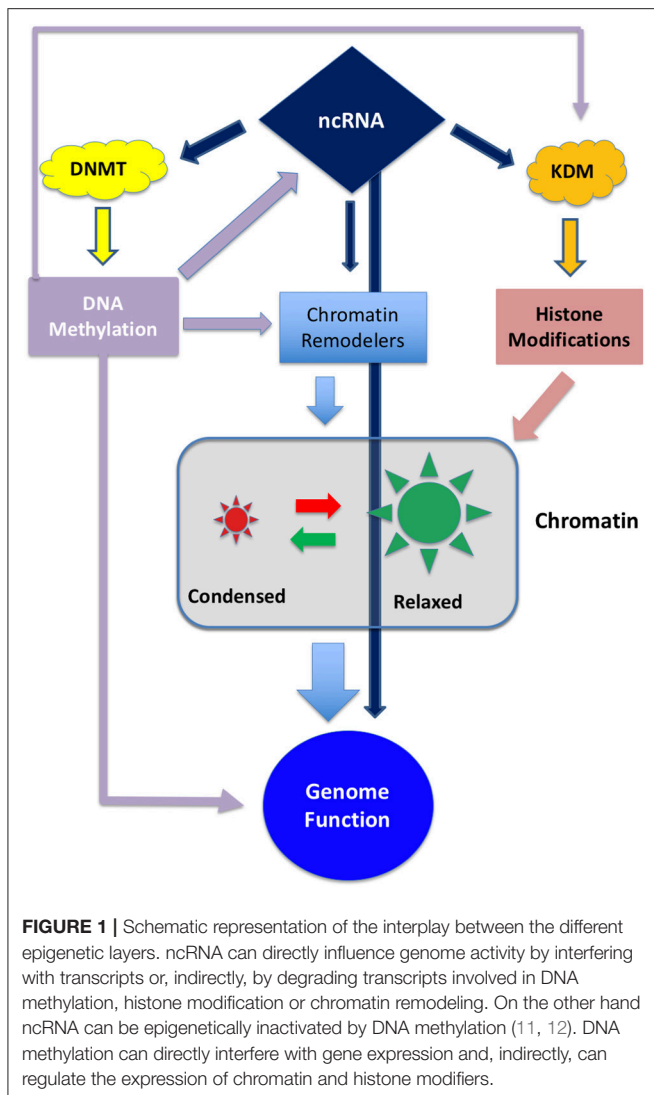 ncRNA
DNMT
KDM
DNA
Methylation
Chromatin
Remodelers
Histone
Modifications
Chromatin
Condensed
Relaxed
Genome
Function
FIGURE 1 | Schematic representation of the interplay between the different
epigenetic layers. ncRNA can directly influence genome activity by interfering
with transcripts or, indirectly, by degrading transcripts involved in DNA
methylation, histone modification or chromatin remodeling. On the other hand
ncRNA can be epigenetically inactivated by DNA methylation (11, 12). DNA
methylation can directly interfere with gene expression and, indirectly, can
regulate the expression of chromatin and histone modifiers.